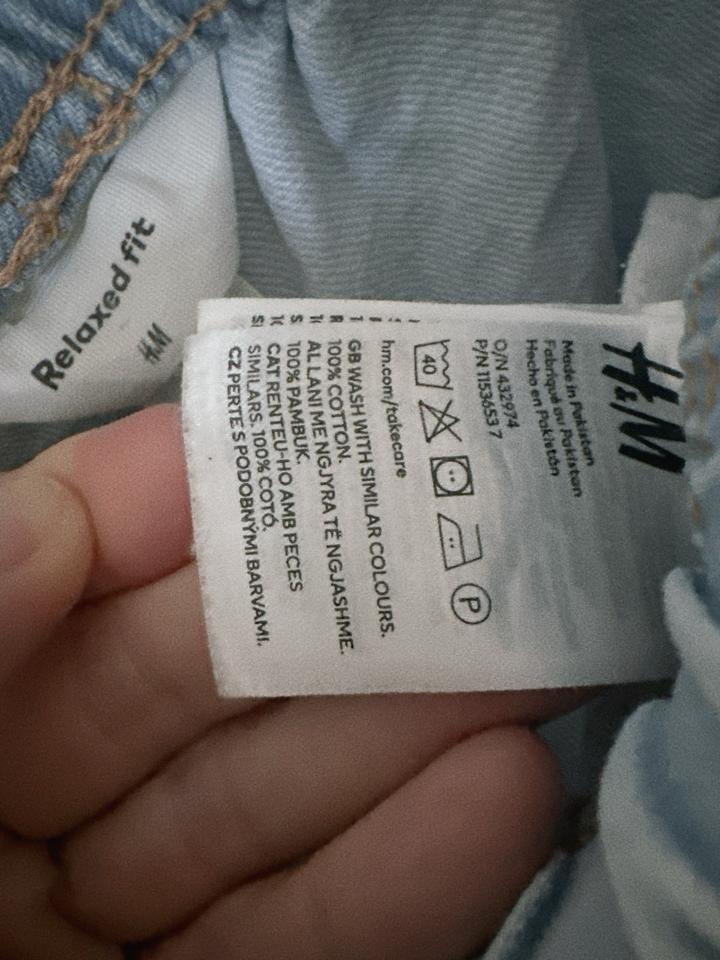 Relaxed fit
H&M
H&M
Made in Pakistan
Fabriqué au Pakistan
Hecho en Pakistán
O/N 432974
P/N 1153653 7
40
P
hm.com/takecare
GB WASH WITH SIMILAR COLOURS.
100% COTTON.
AL LANI ME NGJYRA TË NGJASHME.
100% PAMBUK.
CAT RENTEU-HO AMB PECES
SIMILARS. 100% COTÓ.
CZ PERTE S PODOBNÝMI BARVAMI.